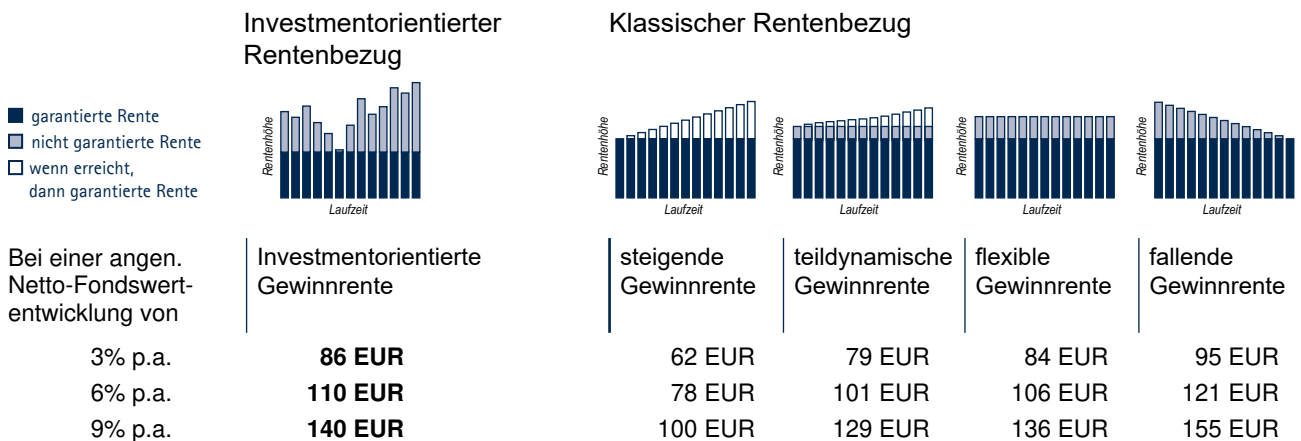 Investmentorientierter
Rentenbezug
Klassischer Rentenbezug
garantierte Rente
nicht garantierte Rente
wenn erreicht,
dann garantierte Rente
Rentenhöhe
Laufzeit
Rentenhöhe
Laufzeit
Rentenhöhe
Laufzeit
Rentenhöhe
Laufzeit
Rentenhöhe
Laufzeit
Bei einer angen.
Netto-Fondswert-
entwicklung von
Investmentorientierte
Gewinnrente
steigende
Gewinnrente
teildynamische
Gewinnrente
flexible
Gewinnrente
fallende
Gewinnrente
3% p.a. 86 EUR 62 EUR 79 EUR 84 EUR 95 EUR
6% p.a. 110 EUR 78 EUR 101 EUR 106 EUR 121 EUR
9% p.a. 140 EUR 100 EUR 129 EUR 136 EUR 155 EUR